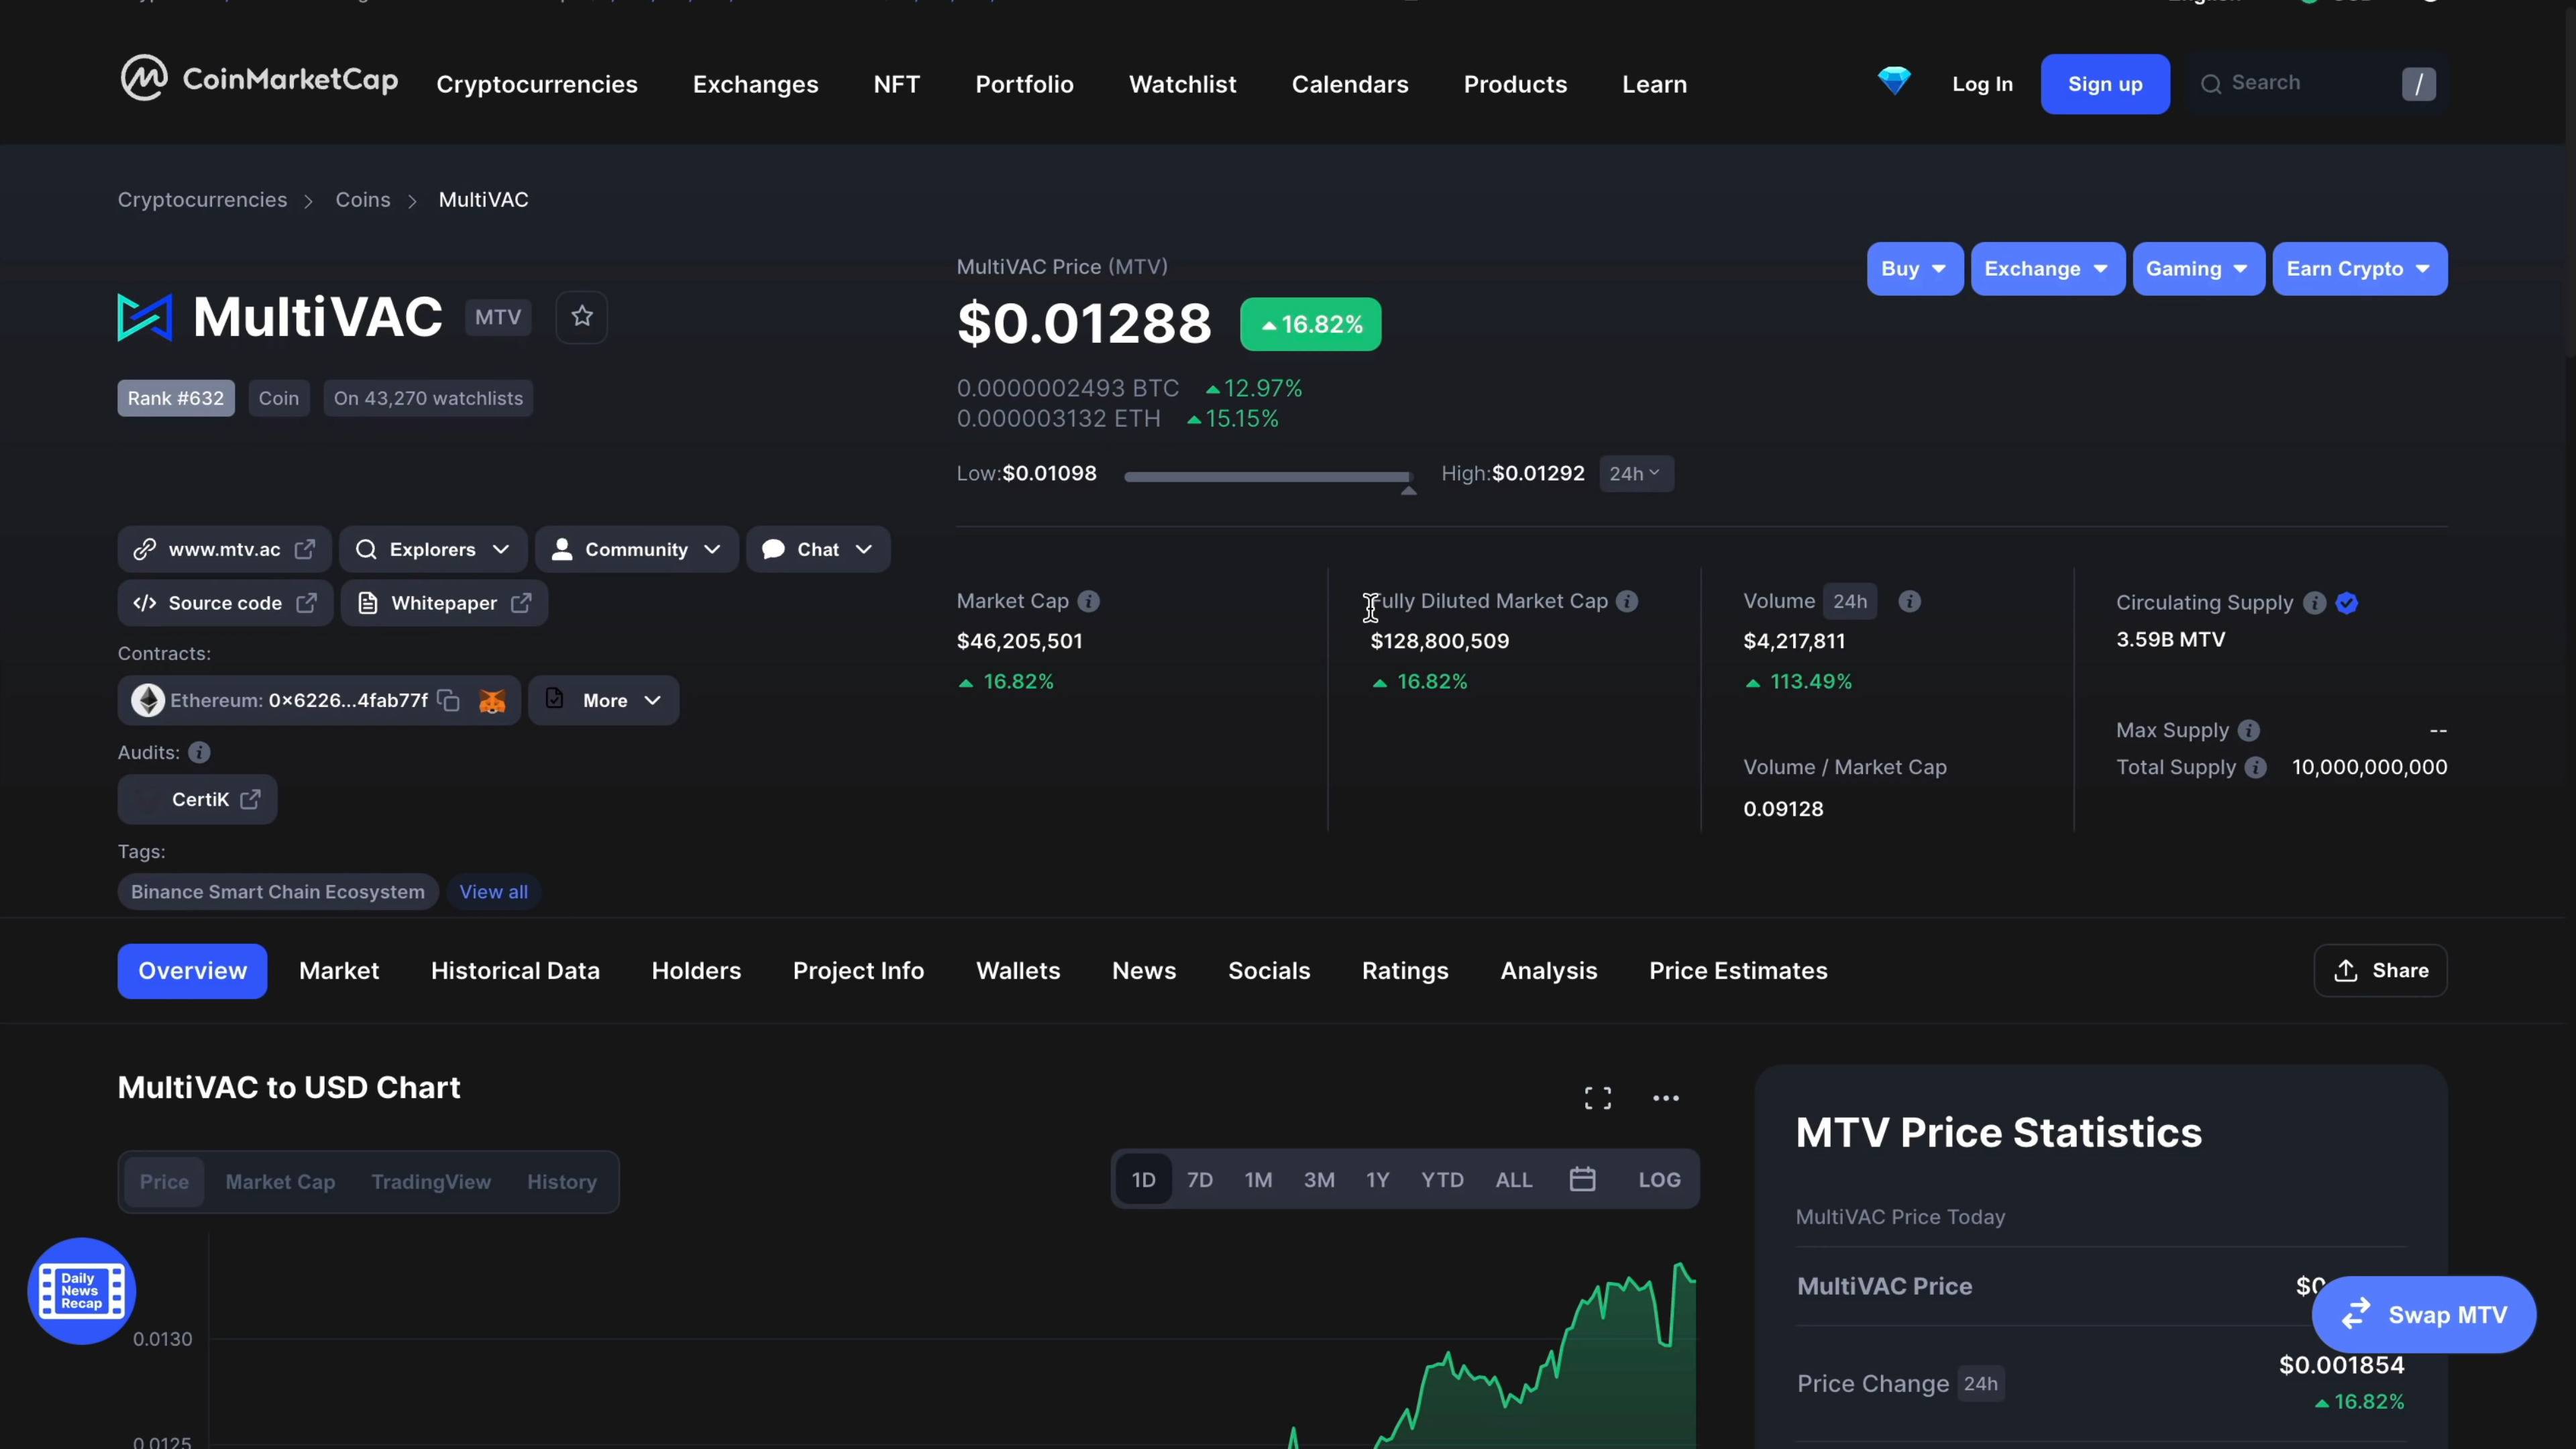 CoinMarketCap
Cryptocurrencies Exchanges NFT Portfolio Watchlist Calendars Products Learn
Log In Sign up Search /
Cryptocurrencies > Coins > MultiVAC
MultiVAC MTV
Rank #632 Coin On 43,270 watchlists
MultiVAC Price (MTV)
$0.01288 16.82%
0.0000002493 BTC 12.97%
0.000003132 ETH 15.15%
Low:$0.01098 High:$0.01292 24h
Buy Exchange Gaming Earn Crypto
www.mtv.ac Explorers Community Chat
Source code Whitepaper
Contracts:
Ethereum: 0x6226...4fab77f More
Audits:
CertiK
Tags:
Binance Smart Chain Ecosystem View all
Market Cap
$46,205,501
16.82%
Fully Diluted Market Cap
$128,800,509
16.82%
Volume 24h
$4,217,811
113.49%
Volume / Market Cap
0.09128
Circulating Supply
3.59B MTV
Max Supply --
Total Supply 10,000,000,000
Overview Market Historical Data Holders Project Info Wallets News Socials Ratings Analysis Price Estimates Share
MultiVAC to USD Chart
Price Market Cap TradingView History
1D 7D 1M 3M 1Y YTD ALL LOG
Daily
News
Recap
0.0130
0.0125
MTV Price Statistics
MultiVAC Price Today
MultiVAC Price $0
Swap MTV
Price Change 24h $0.001854
16.82%